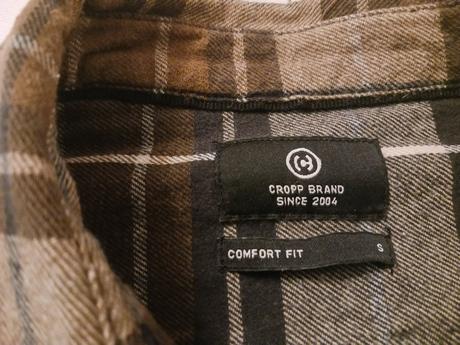 CROPP BRAND
SINCE 2004
COMFORT FIT S